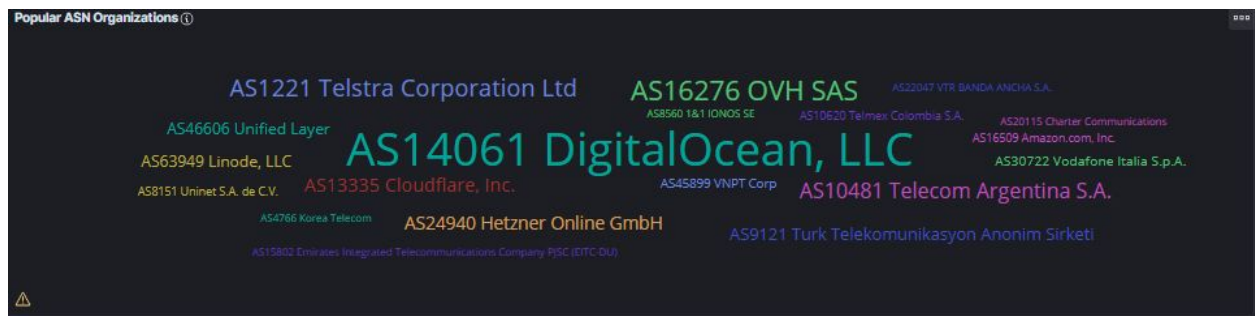 Popular ASN Organizations
AS1221 Telstra Corporation Ltd
AS16276 OVH SAS
AS22047 VTR BANDA ANCHA S.A.
AS8560 1&1 IONOS SE
AS10620 Telmex Colombia S.A.
AS20115 Charter Communications
AS46606 Unified Layer
AS14061 DigitalOcean, LLC
AS16509 Amazon.com, Inc.
AS63949 Linode, LLC
AS30722 Vodafone Italia S.p.A.
AS8151 Uninet S.A. de C.V.
AS13335 Cloudflare, Inc.
AS45899 VNPT Corp
AS10481 Telecom Argentina S.A.
AS4766 Korea Telecom
AS24940 Hetzner Online GmbH
AS9121 Turk Telekomunikasyon Anonim Sirketi
AS15802 Emirates Integrated Telecommunications Company PJSC (EITC-DU)